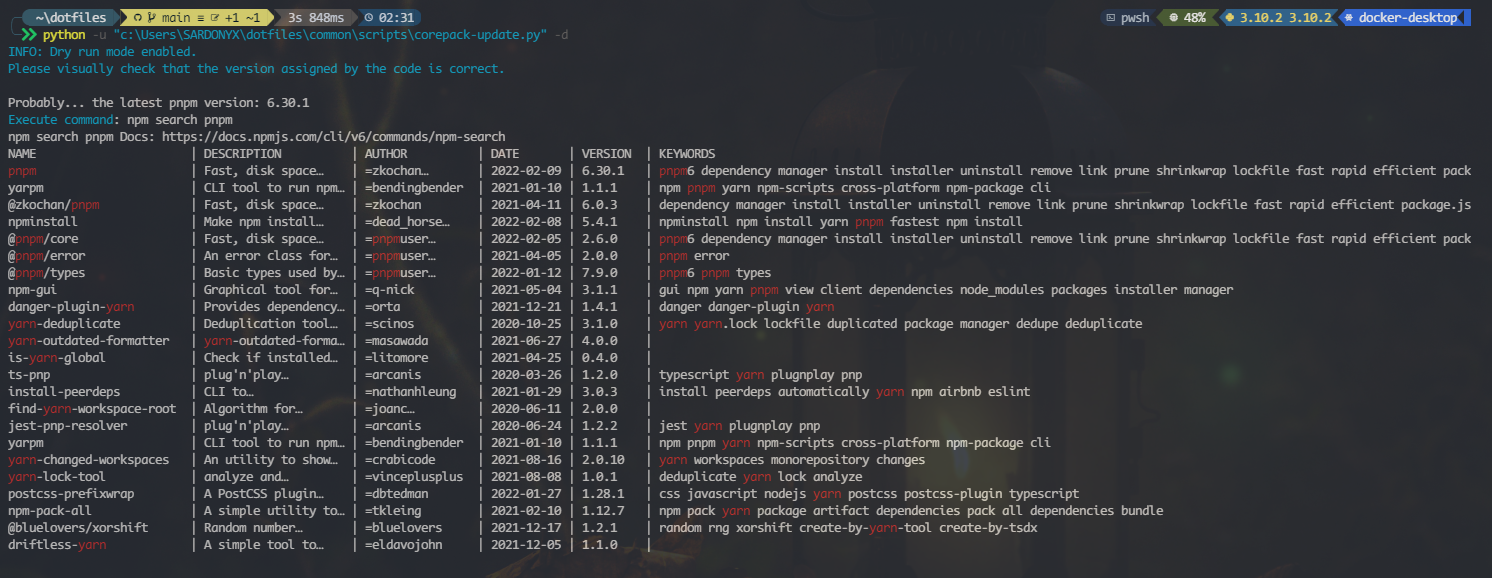 ~\dotfiles main ≡ +1 ~1 3s 848ms 02:31 pwsh 48% 3.10.2 3.10.2 docker-desktop
python -u "c:\Users\SARDONYX\dotfiles\common\scripts\corepack-update.py" -d
INFO: Dry run mode enabled.
Please visually check that the version assigned by the code is correct.
Probably... the latest pnpm version: 6.30.1
Execute command: npm search pnpm
npm search pnpm Docs: https://docs.npmjs.com/cli/v6/commands/npm-search
NAME | DESCRIPTION | AUTHOR | DATE | VERSION | KEYWORDS
pnpm | Fast, disk space… | =zkochan… | 2022-02-09 | 6.30.1 | pnpm6 dependency manager install installer uninstall remove link prune shrinkwrap lockfile fast rapid efficient pack
yarpm | CLI tool to run npm… | =bendingbender | 2021-01-10 | 1.1.1 | npm pnpm yarn npm-scripts cross-platform npm-package cli
@zkochan/pnpm | Fast, disk space… | =zkochan | 2021-04-11 | 6.0.3 | dependency manager install installer uninstall remove link prune shrinkwrap lockfile fast rapid efficient package.js
npminstall | Make npm install… | =dead_horse… | 2022-02-08 | 5.4.1 | npminstall npm install yarn pnpm fastest npm install
@pnpm/core | Fast, disk space… | =pnpmuser… | 2022-02-05 | 2.6.0 | pnpm6 dependency manager install installer uninstall remove link prune shrinkwrap lockfile fast rapid efficient pack
@pnpm/error | An error class for… | =pnpmuser… | 2021-04-05 | 2.0.0 | pnpm error
@pnpm/types | Basic types used by… | =pnpmuser… | 2022-01-12 | 7.9.0 | pnpm6 pnpm types
npm-gui | Graphical tool for… | =q-nick | 2021-05-04 | 3.1.1 | gui npm yarn pnpm view client dependencies node_modules packages installer manager
danger-plugin-yarn | Provides dependency… | =orta | 2021-12-21 | 1.4.1 | danger danger-plugin yarn
yarn-deduplicate | Deduplication tool… | =scinos | 2020-10-25 | 3.1.0 | yarn yarn.lock lockfile duplicated package manager dedupe deduplicate
yarn-outdated-formatter | yarn-outdated-forma… | =masawada | 2021-06-27 | 4.0.0 |
is-yarn-global | Check if installed… | =litomore | 2021-04-25 | 0.4.0 |
ts-pnp | plug'n'play… | =arcanis | 2020-03-26 | 1.2.0 | typescript yarn plugnplay pnp
install-peerdeps | CLI to… | =nathanhleung | 2021-01-29 | 3.0.3 | install peerdeps automatically yarn npm airbnb eslint
find-yarn-workspace-root | Algorithm for… | =joanc… | 2020-06-11 | 2.0.0 |
jest-pnp-resolver | plug'n'play… | =arcanis | 2020-06-24 | 1.2.2 | jest yarn plugnplay pnp
yarpm | CLI tool to run npm… | =bendingbender | 2021-01-10 | 1.1.1 | npm pnpm yarn npm-scripts cross-platform npm-package cli
yarn-changed-workspaces | An utility to show… | =crabicode | 2021-08-16 | 2.0.10 | yarn workspaces monorepository changes
yarn-lock-tool | analyze and… | =vinceplusplus | 2021-08-08 | 1.0.1 | deduplicate yarn lock analyze
postcss-prefixwrap | A PostCSS plugin… | =dbtedman | 2022-01-27 | 1.28.1 | css javascript nodejs yarn postcss postcss-plugin typescript
npm-pack-all | A simple utility to… | =tkleing | 2021-02-10 | 1.12.7 | npm pack yarn package artifact dependencies pack all dependencies bundle
@bluelovers/xorshift | Random number… | =bluelovers | 2021-12-17 | 1.2.1 | random rng xorshift create-by-yarn-tool create-by-tsdx
driftless-yarn | A simple tool to… | =eldavojohn | 2021-12-05 | 1.1.0 |